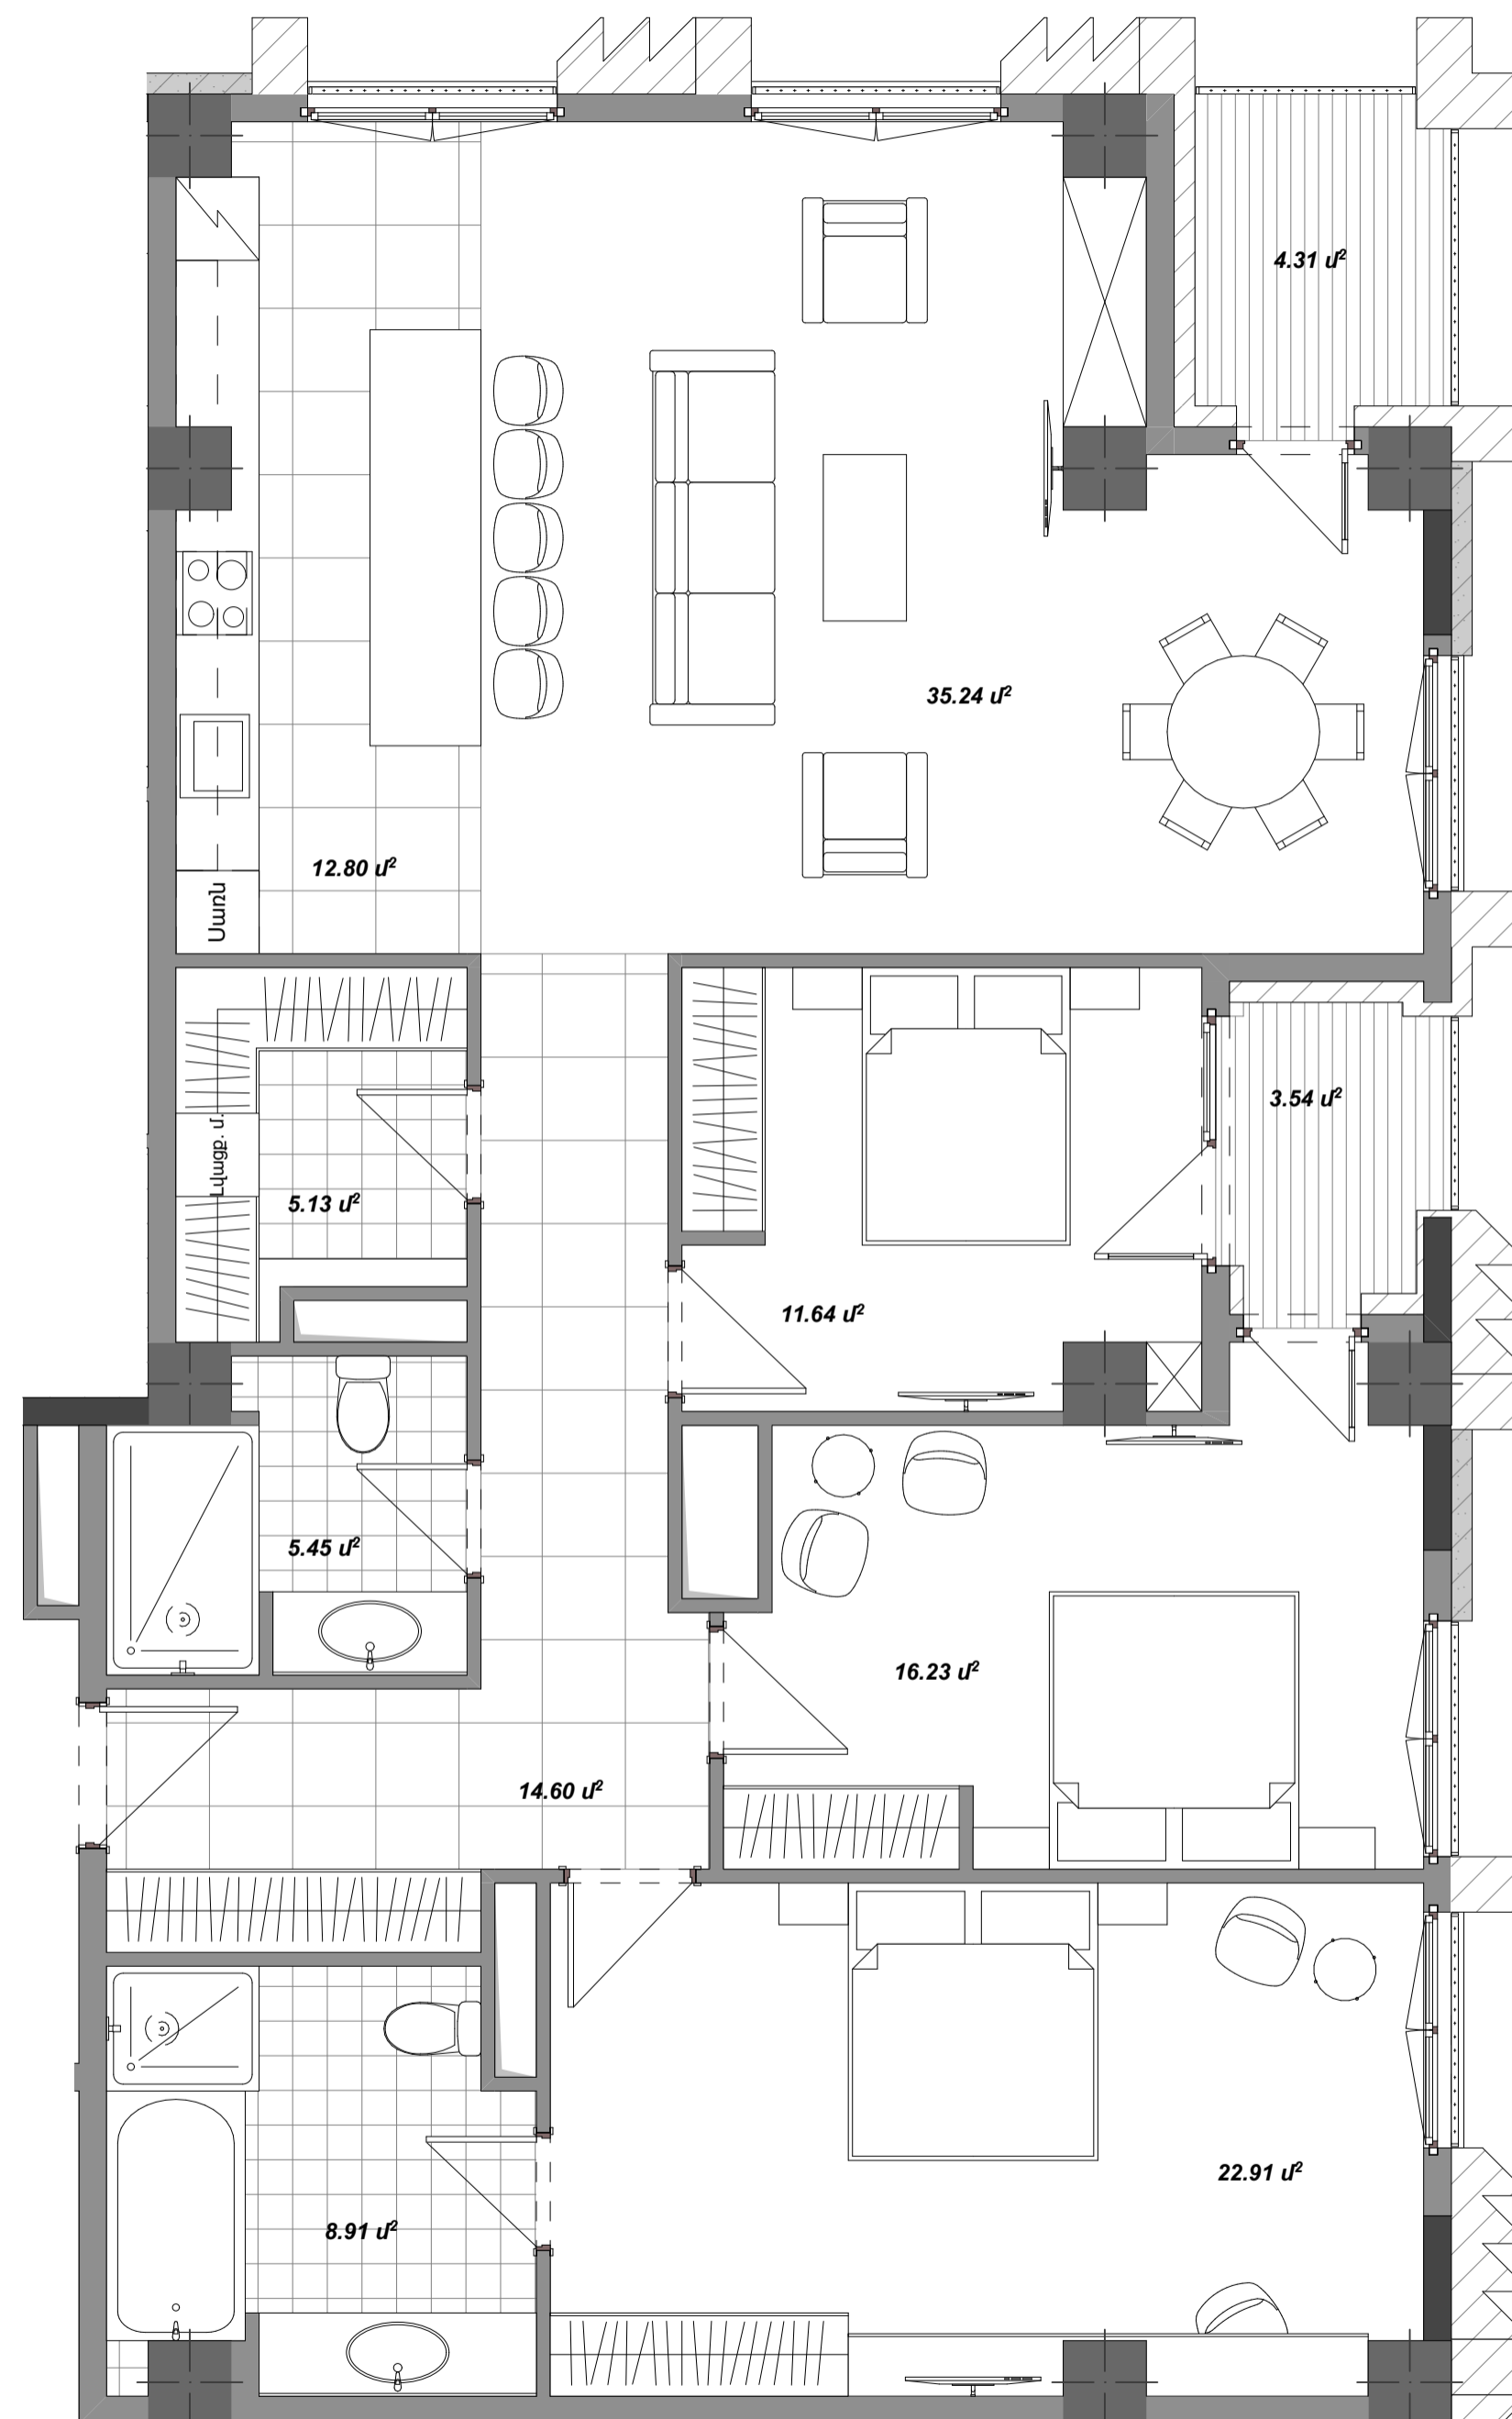 4.31 մ²
35.24 մ²
12.80 մ²
Սառն
3.54 մ²
Լվացք. մ.
5.13 մ²
11.64 մ²
5.45 մ²
16.23 մ²
14.60 մ²
22.91 մ²
8.91 մ²